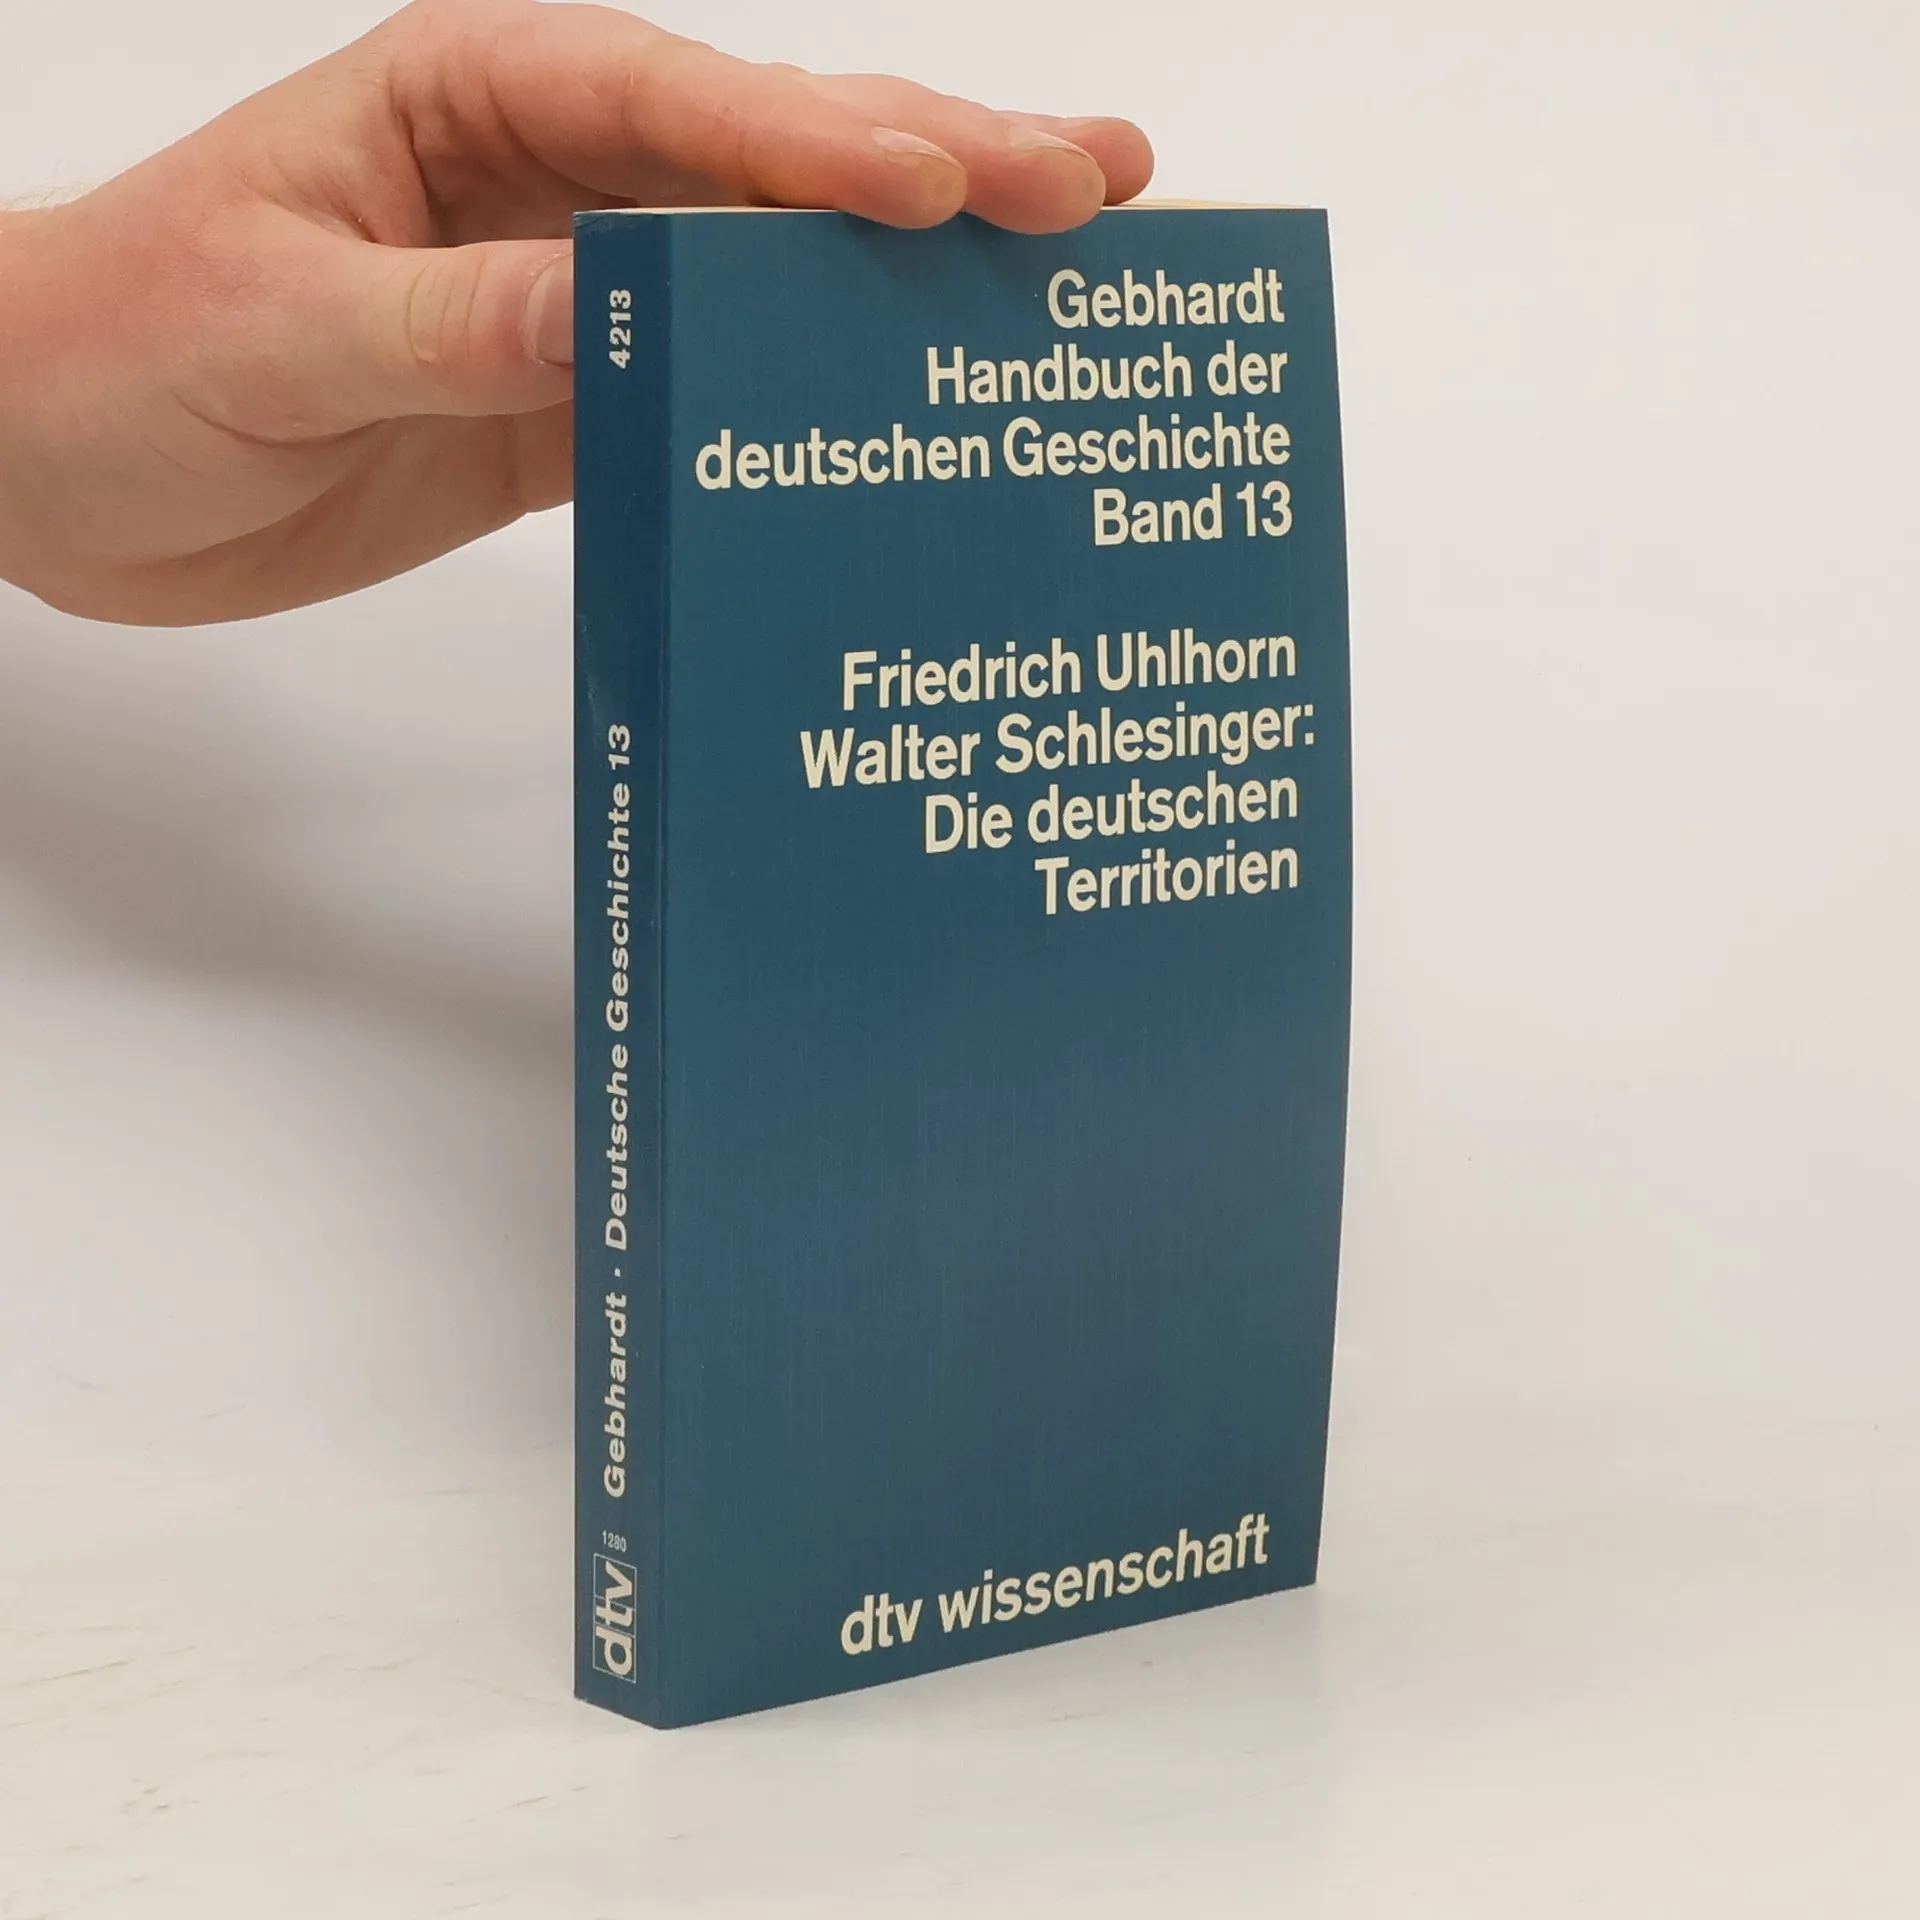 Gebhardt
Handbuch der
deutschen Geschichte
Band 13
Friedrich Uhlhorn
Walter Schlesinger:
Die deutschen
Territorien
dtv wissenschaft
4213
Gebhardt · Deutsche Geschichte 13
1280
dtv